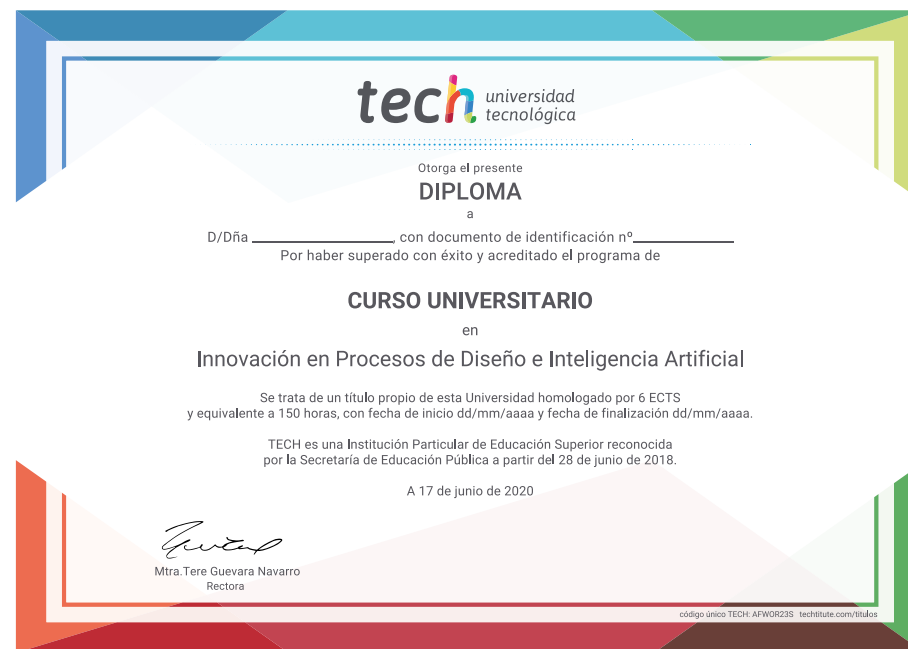 tech universidad
tecnológica
Otorga el presente
DIPLOMA
a
D/Dña ____________________, con documento de identificación nº______________
Por haber superado con éxito y acreditado el programa de
CURSO UNIVERSITARIO
en
Innovación en Procesos de Diseño e Inteligencia Artificial
Se trata de un título propio de esta Universidad homologado por 6 ECTS
y equivalente a 150 horas, con fecha de inicio dd/mm/aaaa y fecha de finalización dd/mm/aaaa.
TECH es una Institución Particular de Educación Superior reconocida
por la Secretaría de Educación Pública a partir del 28 de junio de 2018.
A 17 de junio de 2020
Mtra.Tere Guevara Navarro
Rectora
código único TECH: AFWOR23S techtitute.com/titulos